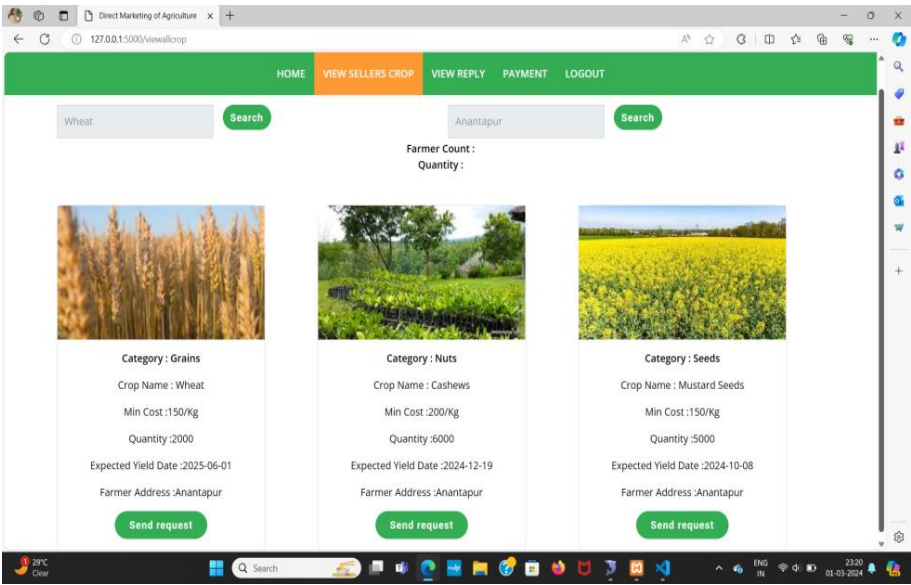 Direct Marketing of Agriculture
127.0.0.1:5000/viewallcrop
HOME VIEW SELLERS CROP VIEW REPLY PAYMENT LOGOUT
Wheat Search Anantapur Search
Farmer Count :
Quantity :
Category : Grains
Crop Name : Wheat
Min Cost :150/Kg
Quantity :2000
Expected Yield Date :2025-06-01
Farmer Address :Anantapur
Send request
Category : Nuts
Crop Name : Cashews
Min Cost :200/Kg
Quantity :6000
Expected Yield Date :2024-12-19
Farmer Address :Anantapur
Send request
Category : Seeds
Crop Name : Mustard Seeds
Min Cost :150/Kg
Quantity :5000
Expected Yield Date :2024-10-08
Farmer Address :Anantapur
Send request
1
29°C
Clear
Search
ENG
IN
23:20
01-03-2024